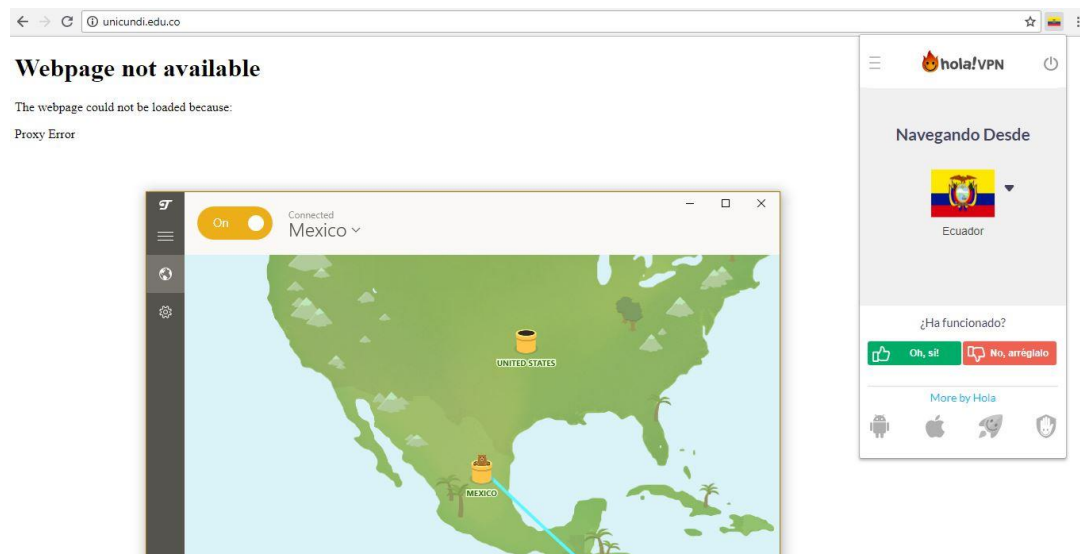 unicundi.edu.co
Webpage not available
The webpage could not be loaded because:
Proxy Error
On
Connected
Mexico
UNITED STATES
MEXICO
hola!VPN
Navegando Desde
Ecuador
¿Ha funcionado?
Oh, si!
No, arréglalo
More by Hola